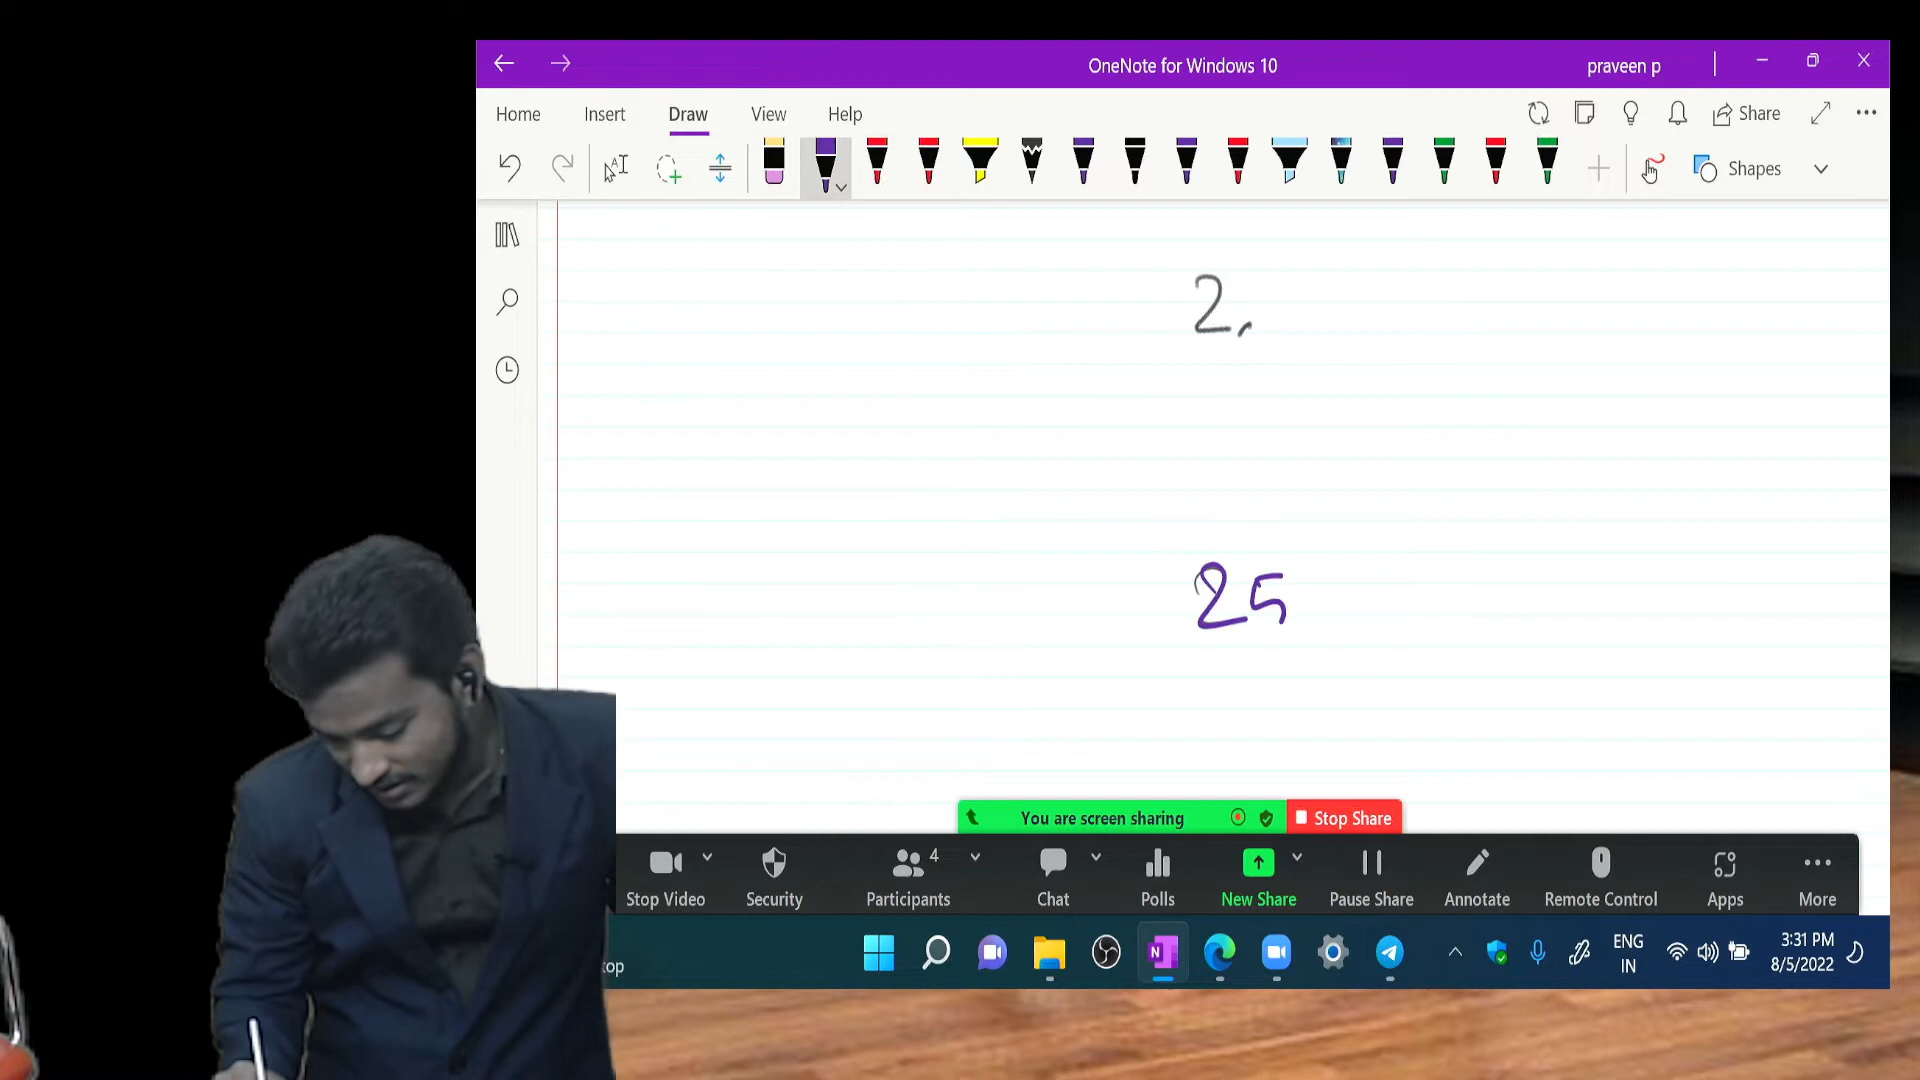 OneNote for Windows 10
praveen p
Home Insert Draw View Help
Share
Shapes
2,
25
You are screen sharing Stop Share
4
Stop Video Security Participants Chat Polls New Share Pause Share Annotate Remote Control Apps More
top
ENG
IN
3:31 PM
8/5/2022